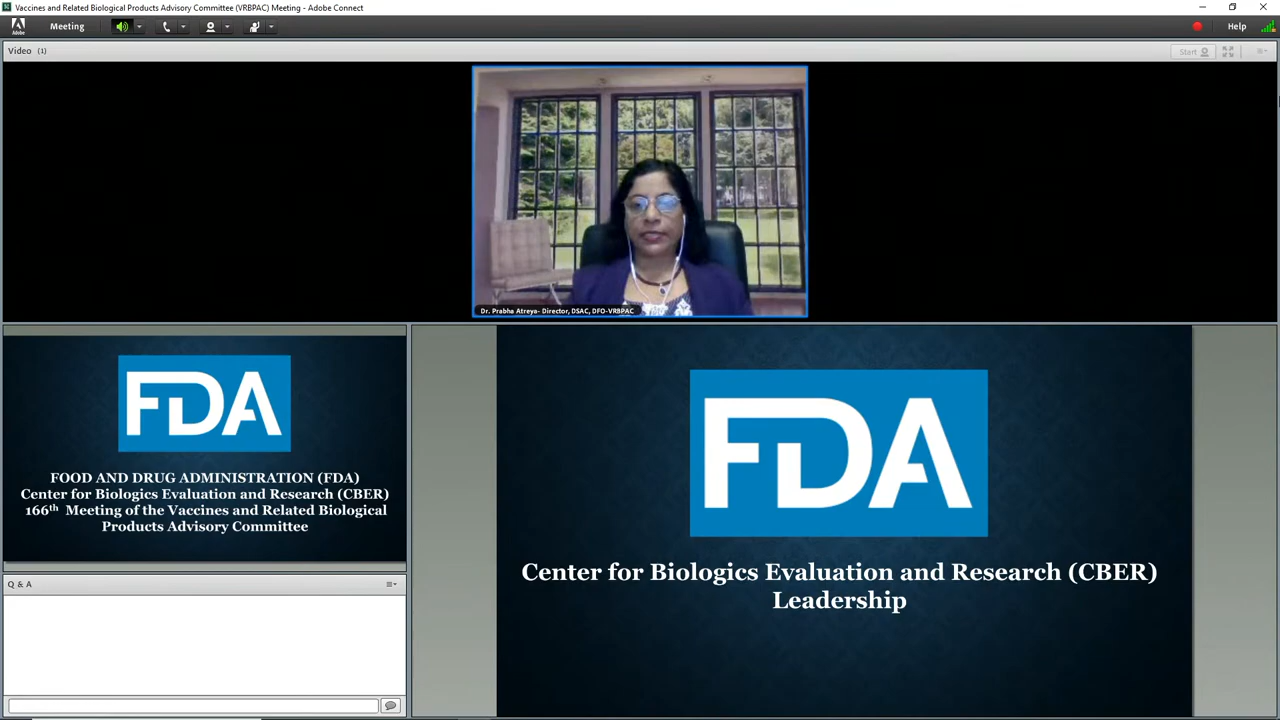 Vaccines and Related Biological Products Advisory Committee (VRBPAC) Meeting - Adobe Connect
Adobe
Meeting
Help
Video (1)
Start
Dr. Prabha Atreya- Director, DSAC, DFO-VRBPAC
FDA
FOOD AND DRUG ADMINISTRATION (FDA)
Center for Biologics Evaluation and Research (CBER)
166th Meeting of the Vaccines and Related Biological
Products Advisory Committee
Q & A
FDA
Center for Biologics Evaluation and Research (CBER)
Leadership